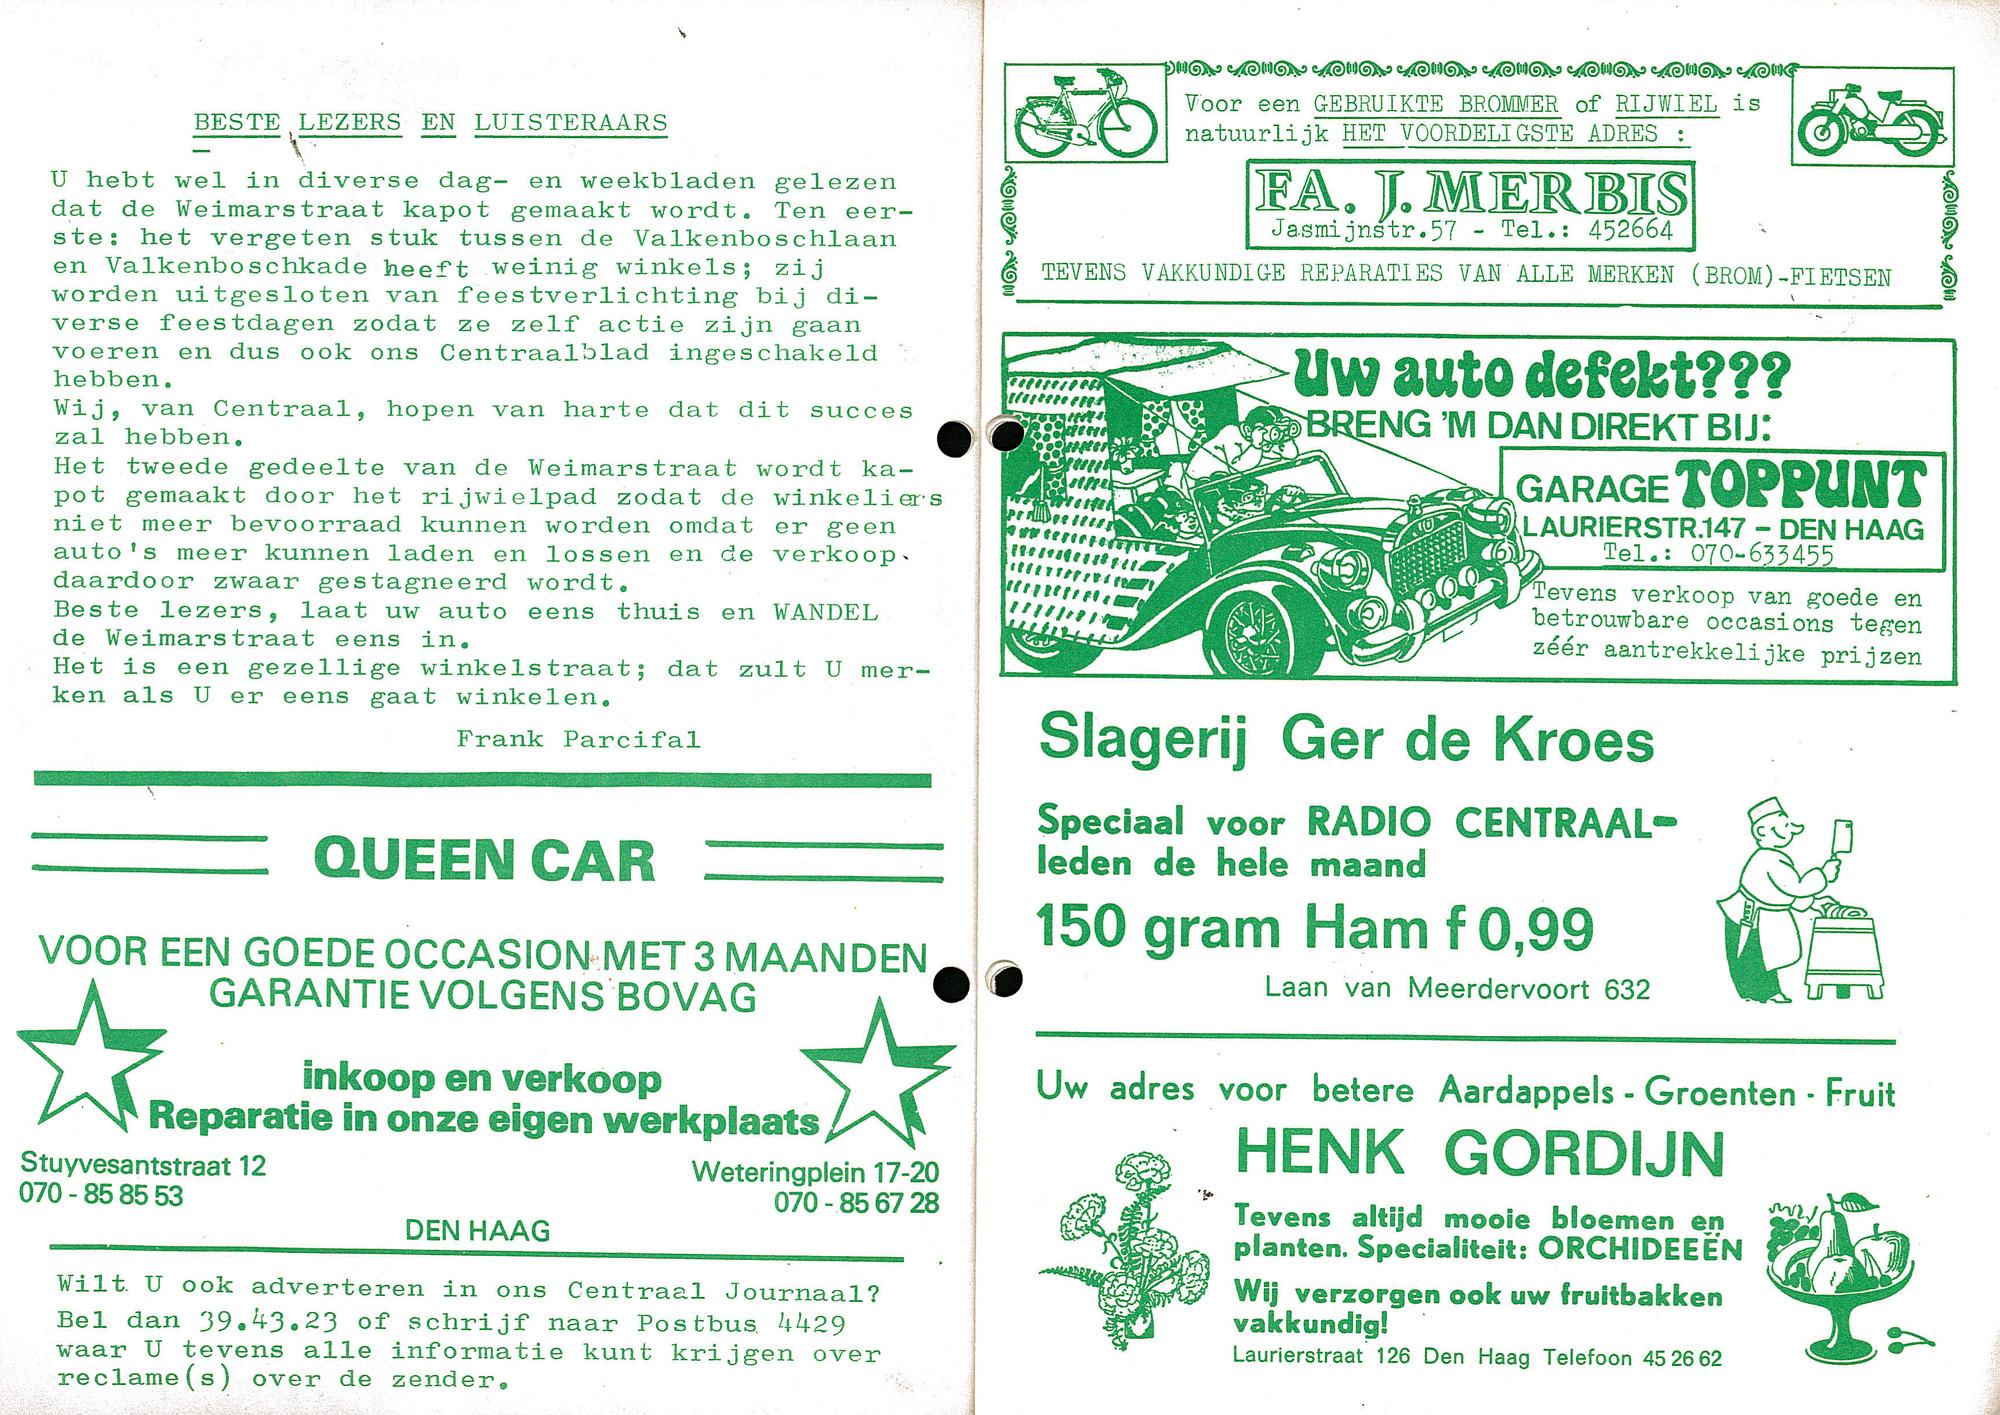 BESTE LEZERS EN LUISTERAARS
U hebt wel in diverse dag- en weekbladen gelezen
dat de Weimarstraat kapot gemaakt wordt. Ten eer-
ste: het vergeten stuk tussen de Valkenboschlaan
en Valkenboschkade heeft weinig winkels; zij
worden uitgesloten van feestverlichting bij di-
verse feestdagen zodat ze zelf actie zijn gaan
voeren en dus ook ons Centraalblad ingeschakeld
hebben.
Wij, van Centraal, hopen van harte dat dit succes
zal hebben.
Het tweede gedeelte van de Weimarstraat wordt ka-
pot gemaakt door het rijwielpad zodat de winkeliers
niet meer bevoorraad kunnen worden omdat er geen
auto's meer kunnen laden en lossen en de verkoop
daardoor zwaar gestagneerd wordt.
Beste lezers, laat uw auto eens thuis en WANDEL
de Weimarstraat eens in.
Het is een gezellige winkelstraat; dat zult U mer-
ken als U er eens gaat winkelen.
Frank Parcifal
QUEEN CAR
VOOR EEN GOEDE OCCASION MET 3 MAANDEN
GARANTIE VOLGENS BOVAG
inkoop en verkoop
Reparatie in onze eigen werkplaats
Stuyvesantstraat 12
070 - 85 85 53
Weteringplein 17-20
070 - 85 67 28
DEN HAAG
Wilt U ook adverteren in ons Centraal Journaal?
Bel dan 39.43.23 of schrijf naar Postbus 4429
waar U tevens alle informatie kunt krijgen over
reclame(s) over de zender.
Voor een GEBRUIKTE BROMMER of RIJWIEL is
natuurlijk HET VOORDELIGSTE ADRES :
FA. J. MERBIS
Jasmijnstr.57 - Tel.: 452664
TEVENS VAKKUNDIGE REPARATIES VAN ALLE MERKEN (BROM)-FIETSEN
Uw auto defekt???
BRENG 'M DAN DIREKT BIJ:
GARAGE TOPPUNT
LAURIERSTR.147 - DEN HAAG
Tel.: 070-633455
Tevens verkoop van goede en
betrouwbare occasions tegen
zéér aantrekkelijke prijzen
Slagerij Ger de Kroes
Speciaal voor RADIO CENTRAAL-
leden de hele maand
150 gram Ham f 0,99
Laan van Meerdervoort 632
Uw adres voor betere Aardappels - Groenten - Fruit
HENK GORDIJN
Tevens altijd mooie bloemen en
planten. Specialiteit: ORCHIDEEËN
Wij verzorgen ook uw fruitbakken
vakkundig!
Laurierstraat 126 Den Haag Telefoon 45 26 62